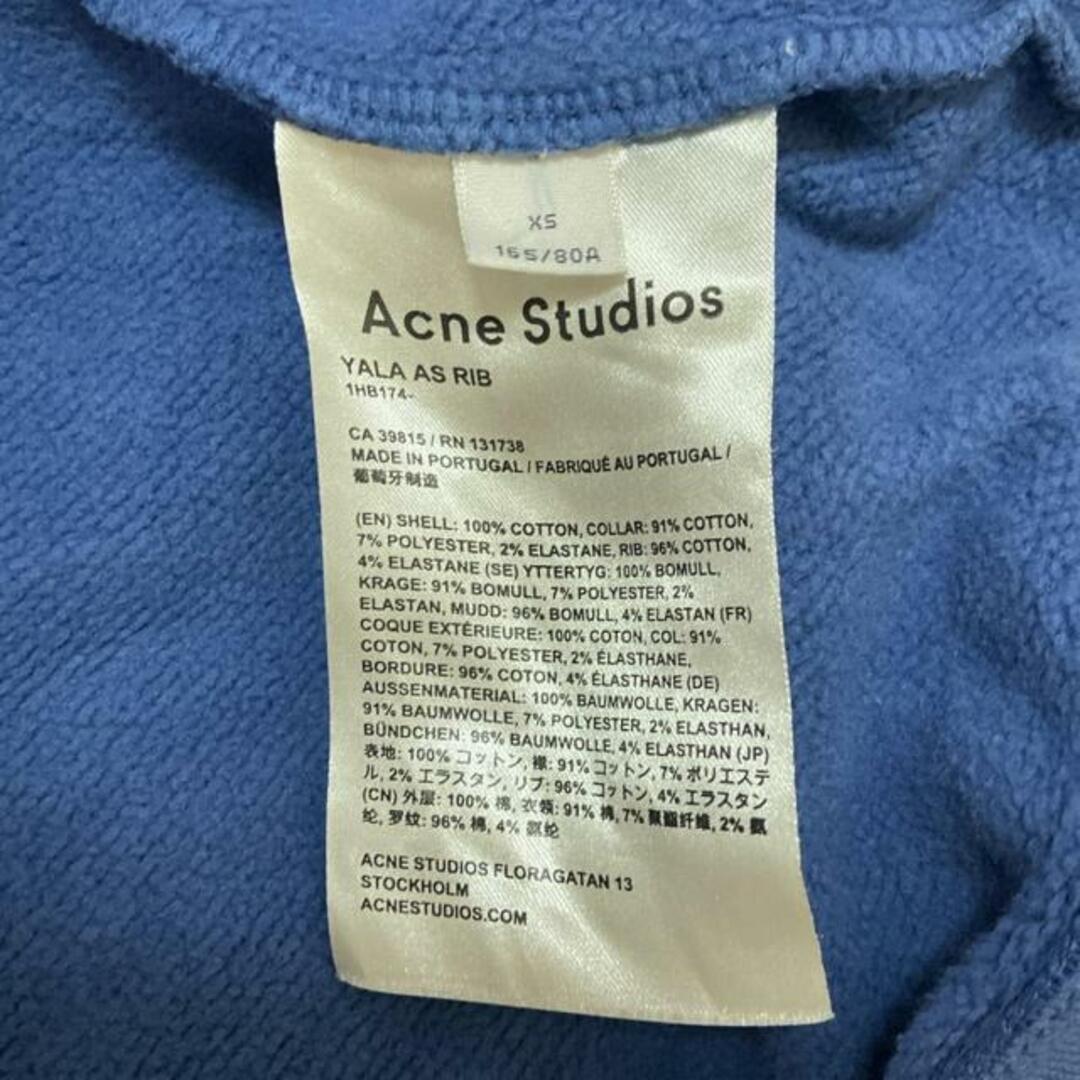 XS
165/80A
Acne Studios
YALA AS RIB
1HB174-
CA 39815 / RN 131738
MADE IN PORTUGAL / FABRIQUÉ AU PORTUGAL /
葡萄牙制造
(EN) SHELL: 100% COTTON, COLLAR: 91% COTTON,
7% POLYESTER, 2% ELASTANE, RIB: 96% COTTON,
4% ELASTANE (SE) YTTERTYG: 100% BOMULL,
KRAGE: 91% BOMULL, 7% POLYESTER, 2%
ELASTAN, MUDD: 96% BOMULL, 4% ELASTAN (FR)
COQUE EXTÉRIEURE: 100% COTON, COL: 91%
COTON, 7% POLYESTER, 2% ÉLASTHANE,
BORDURE: 96% COTON, 4% ÉLASTHANE (DE)
AUSSENMATERIAL: 100% BAUMWOLLE, KRAGEN:
91% BAUMWOLLE, 7% POLYESTER, 2% ELASTHAN,
BÜNDCHEN: 96% BAUMWOLLE, 4% ELASTHAN (JP)
表地: 100% コットン, 襟: 91% コットン, 7% ポリエステ
ル, 2% エラスタン, リブ: 96% コットン, 4% エラスタン
(CN) 外层: 100% 棉, 衣领: 91% 棉, 7% 聚酯纤维, 2% 氨
纶, 罗纹: 96% 棉, 4% 氨纶
ACNE STUDIOS FLORAGATAN 13
STOCKHOLM
ACNESTUDIOS.COM